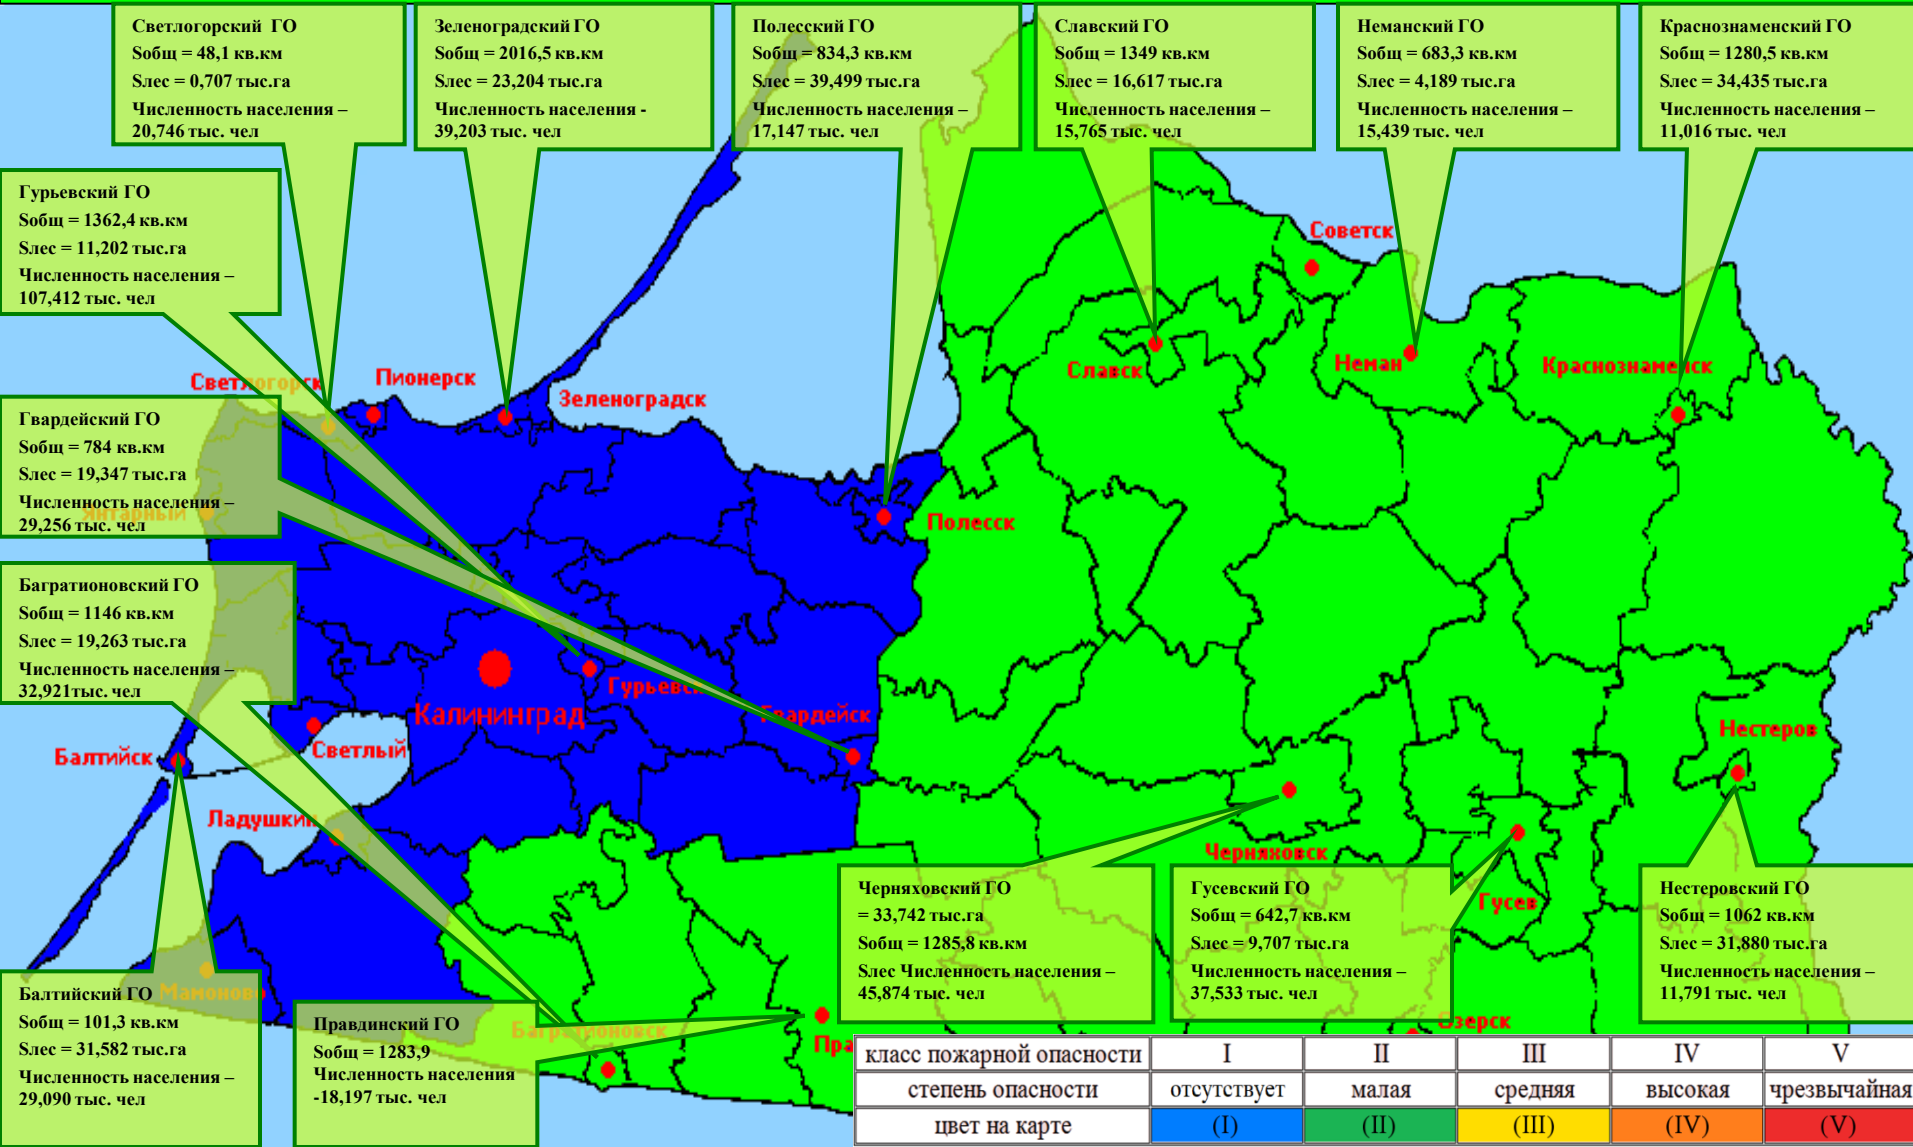 Светлогорский ГО
Sобщ = 48,1 кв.км
Sлес = 0,707 тыс.га
Численность населения –
20,746 тыс. чел
Зеленоградский ГО
Sобщ = 2016,5 кв.км
Sлес = 23,204 тыс.га
Численность населения -
39,203 тыс. чел
Полесский ГО
Sобщ = 834,3 кв.км
Sлес = 39,499 тыс.га
Численность населения –
17,147 тыс. чел
Славский ГО
Sобщ = 1349 кв.км
Sлес = 16,617 тыс.га
Численность населения –
15,765 тыс. чел
Неманский ГО
Sобщ = 683,3 кв.км
Sлес = 4,189 тыс.га
Численность населения –
15,439 тыс. чел
Краснознаменский ГО
Sобщ = 1280,5 кв.км
Sлес = 34,435 тыс.га
Численность населения –
11,016 тыс. чел
Гурьевский ГО
Sобщ = 1362,4 кв.км
Sлес = 11,202 тыс.га
Численность населения –
107,412 тыс. чел
Советск
Славск
Неман
Краснознаменск
Светлогорск
Пионерск
Зеленоградск
Гвардейский ГО
Sобщ = 784 кв.км
Sлес = 19,347 тыс.га
Численность населения –
29,256 тыс. чел
Янтарный
Полесск
Багратионовский ГО
Sобщ = 1146 кв.км
Sлес = 19,263 тыс.га
Численность населения –
32,921тыс. чел
Гурьевск
Калининград
Гвардейск
Светлый
Балтийск
Ладушкин
Нестеров
Черняховск
Гусев
Черняховский ГО
= 33,742 тыс.га
Sобщ = 1285,8 кв.км
Sлес Численность населения –
45,874 тыс. чел
Гусевский ГО
Sобщ = 642,7 кв.км
Sлес = 9,707 тыс.га
Численность населения –
37,533 тыс. чел
Нестеровский ГО
Sобщ = 1062 кв.км
Sлес = 31,880 тыс.га
Численность населения –
11,791 тыс. чел
Балтийский ГО
Sобщ = 101,3 кв.км
Sлес = 31,582 тыс.га
Численность населения –
29,090 тыс. чел
Мамоново
Правдинский ГО
Sобщ = 1283,9
Численность населения
-18,197 тыс. чел
Багратионовск
Пра
Озерск
класс пожарной опасности I II III IV V
степень опасности отсутствует малая средняя высокая чрезвычайная
цвет на карте (I) (II) (III) (IV) (V)